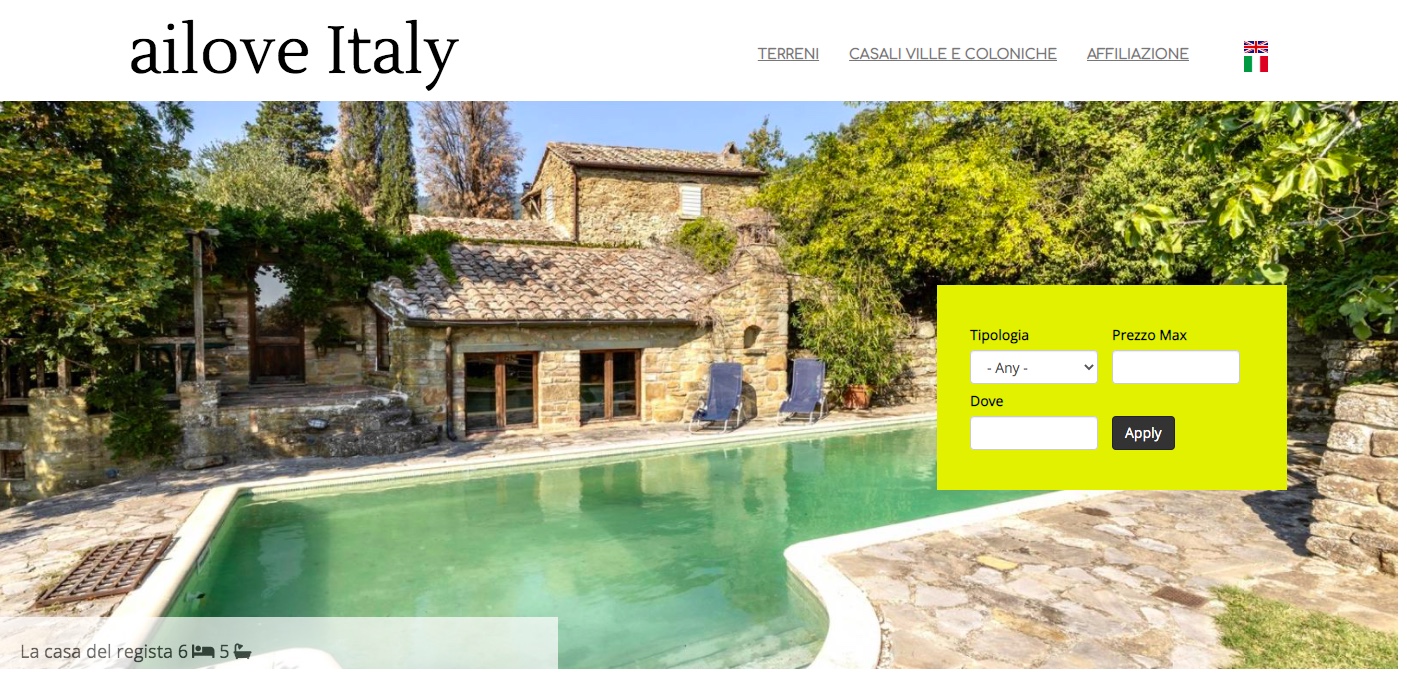 ailove Italy
TERRENI CASALI VILLE E COLONICHE AFFILIAZIONE
Tipologia Prezzo Max
- Any -
Dove
Apply
La casa del regista 6 5